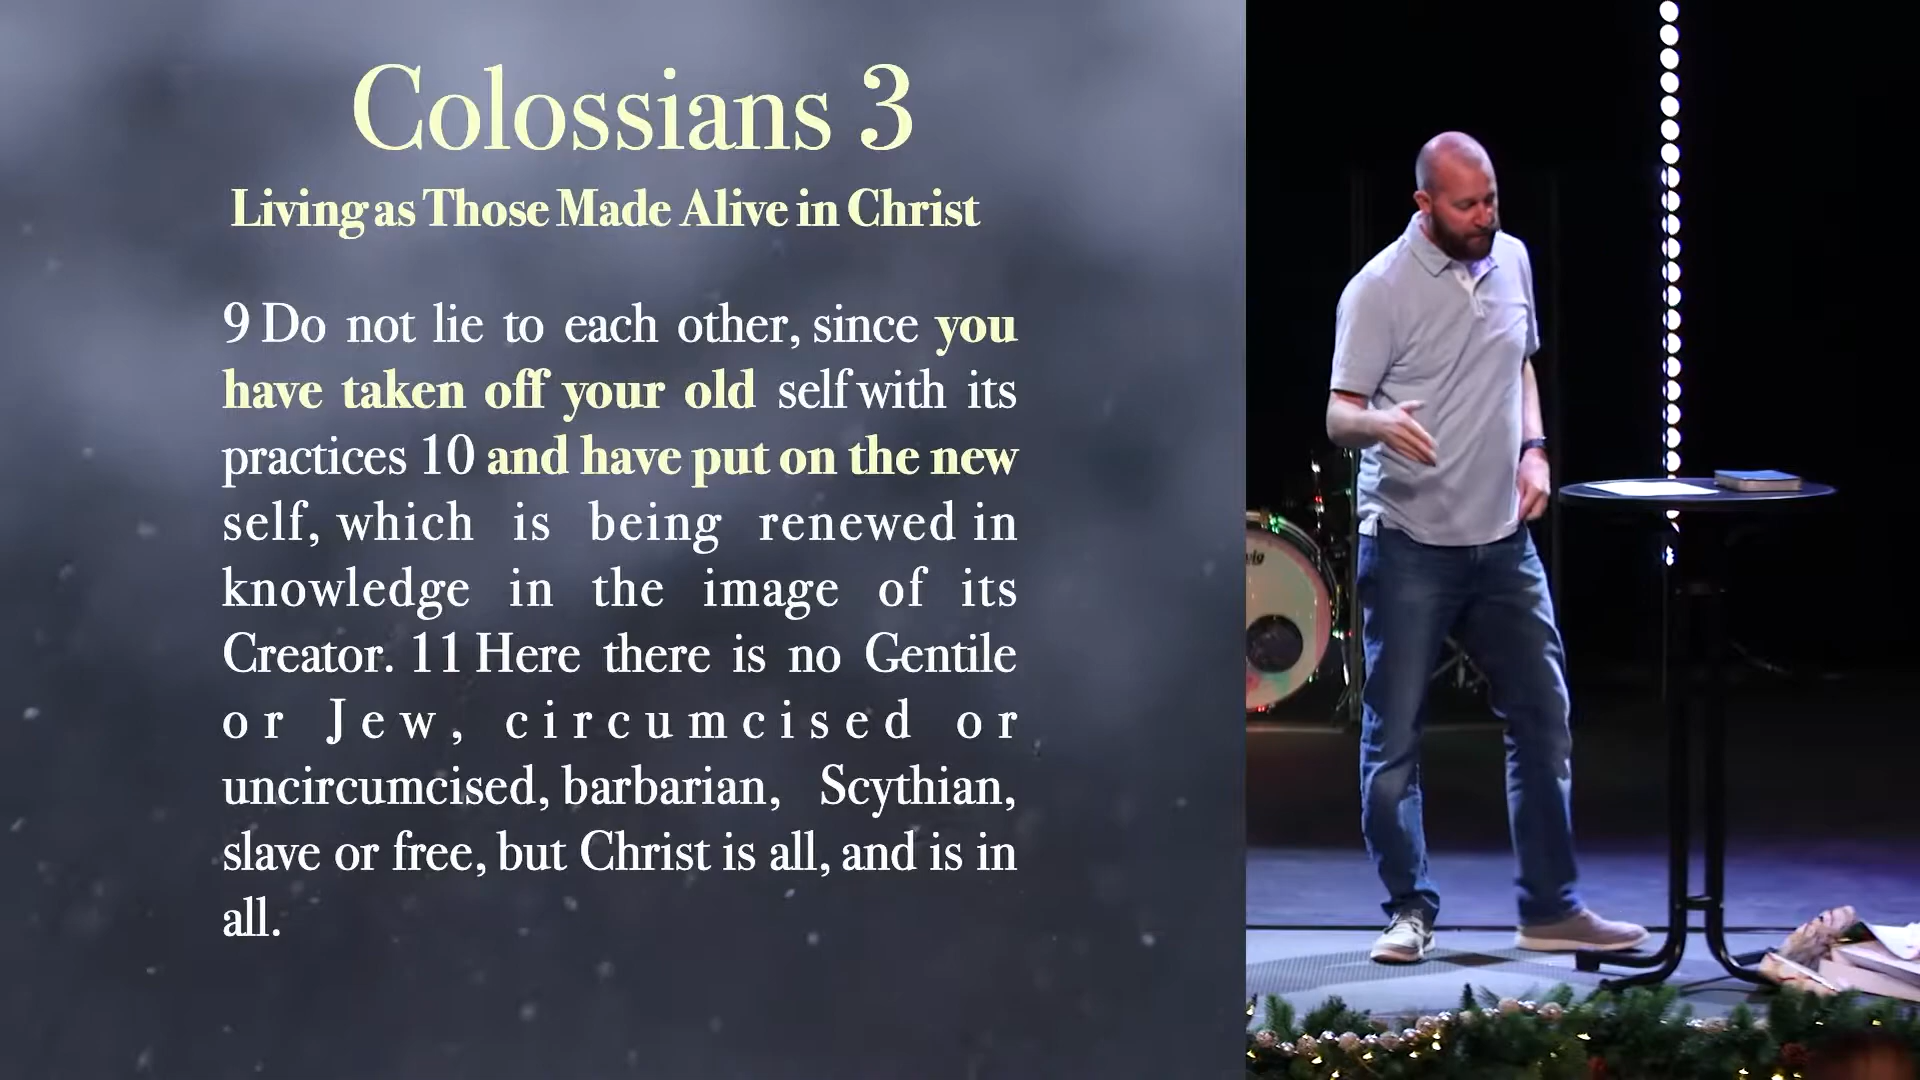 Colossians 3
Living as Those Made Alive in Christ
9 Do not lie to each other, since you
have taken off your old self with its
practices 10 and have put on the new
self, which is being renewed in
knowledge in the image of its
Creator. 11 Here there is no Gentile
or Jew, circumcised or
uncircumcised, barbarian, Scythian,
slave or free, but Christ is all, and is in
all.